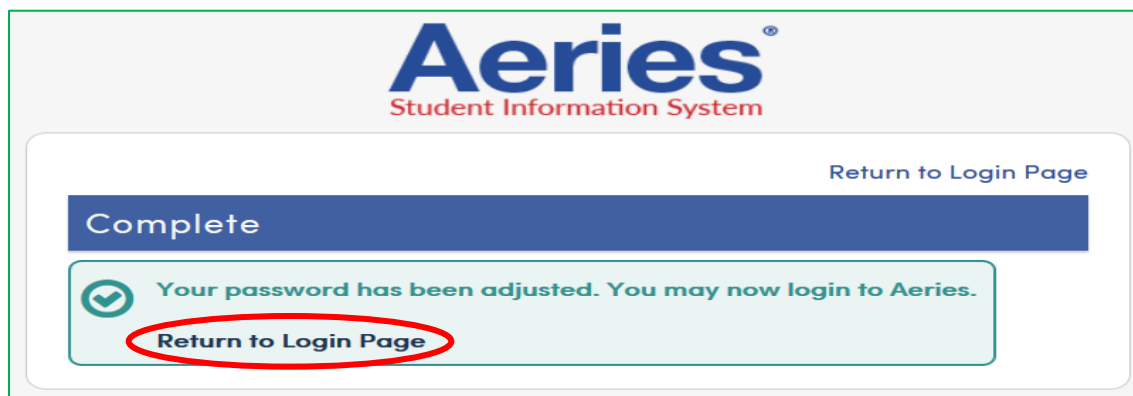 Aeries®
Student Information System
Return to Login Page
Complete
Your password has been adjusted. You may now login to Aeries.
Return to Login Page